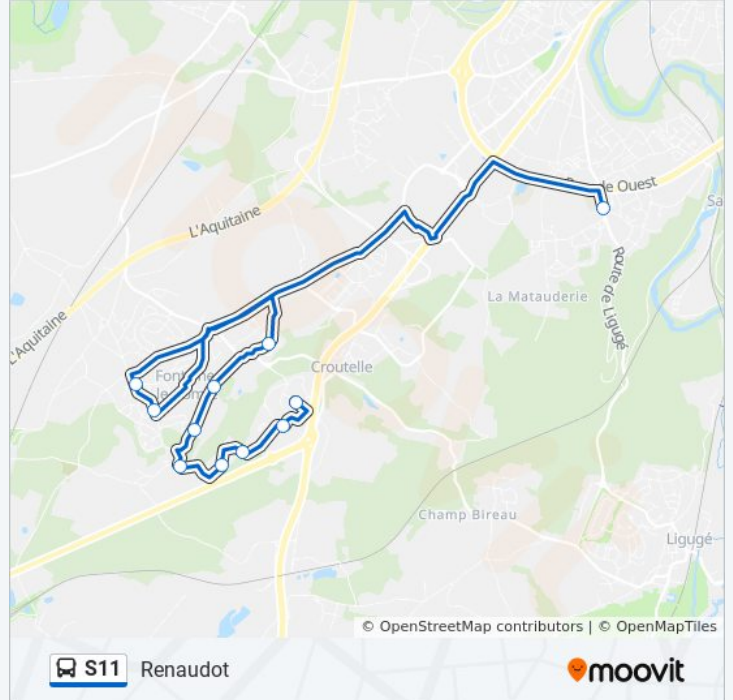 de Ouest
Sa
L'Aquitaine
Route de Ligugé
La Matauderie
L'Aquitaine
Croutelle
Champ Bireau
Ligugé
© OpenStreetMap contributors | © OpenMapTiles
S11 Renaudot
moovit